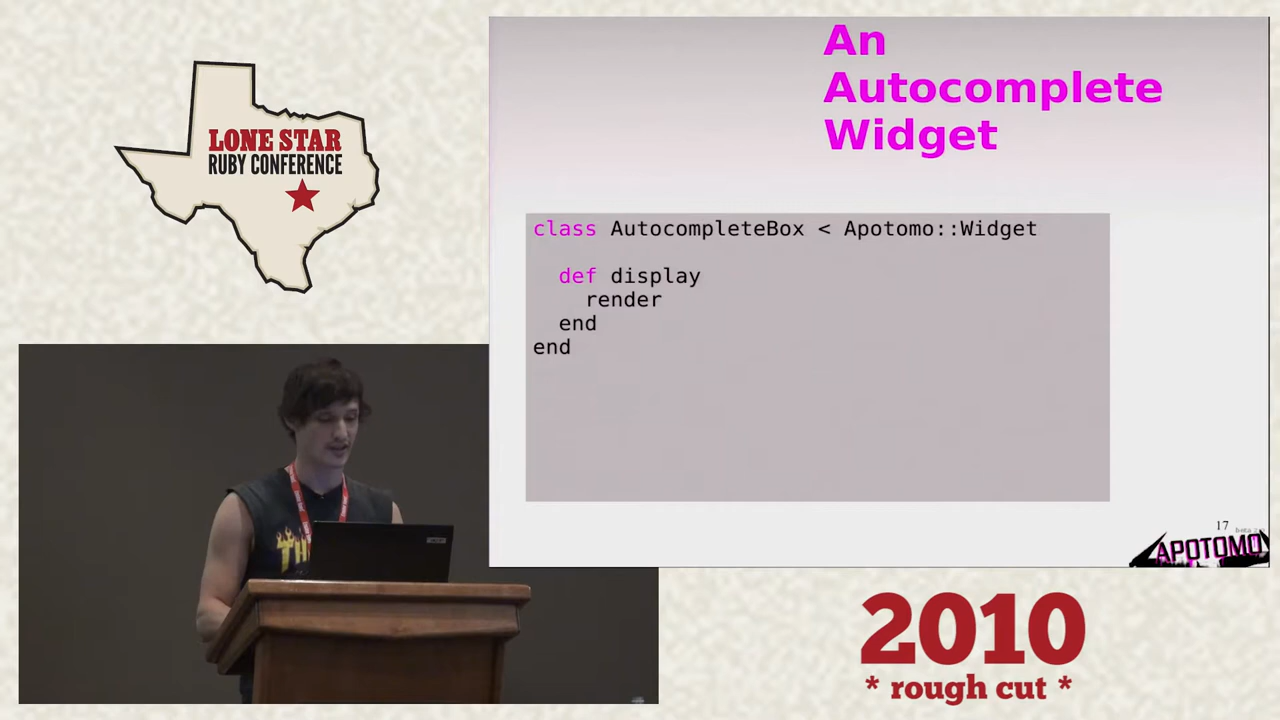 LONE STAR
RUBY CONFERENCE
An
Autocomplete
Widget
class AutocompleteBox < Apotomo::Widget
def display
render
end
end
17
APOTOMO
2010
* rough cut *